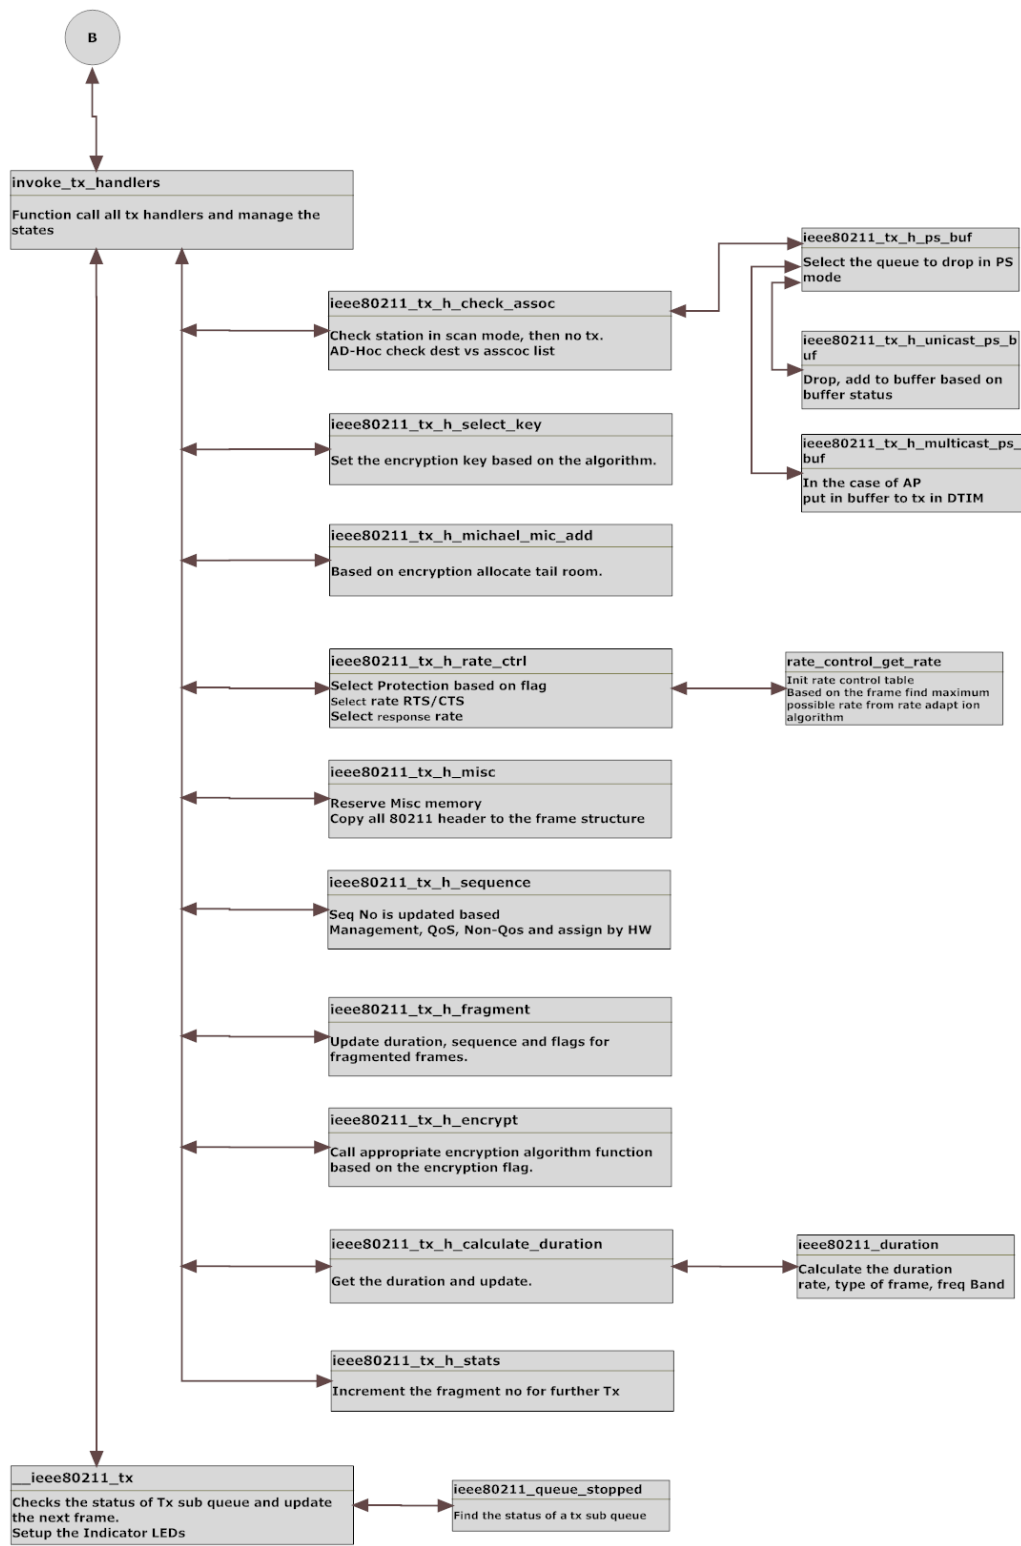 B
invoke_tx_handlers
Function call all tx handlers and manage the
states
ieee80211_tx_h_ps_buf
Select the queue to drop in PS
mode
ieee80211_tx_h_check_assoc
Check station in scan mode, then no tx.
AD-Hoc check dest vs asscoc list
ieee80211_tx_h_unicast_ps_b
uf
Drop, add to buffer based on
buffer status
ieee80211_tx_h_select_key
Set the encryption key based on the algorithm.
ieee80211_tx_h_multicast_ps_
buf
In the case of AP
put in buffer to tx in DTIM
ieee80211_tx_h_michael_mic_add
Based on encryption allocate tail room.
ieee80211_tx_h_rate_ctrl
Select Protection based on flag
Select rate RTS/CTS
Select response rate
rate_control_get_rate
Init rate control table
Based on the frame find maximum
possible rate from rate adapt ion
algorithm
ieee80211_tx_h_misc
Reserve Misc memory
Copy all 80211 header to the frame structure
ieee80211_tx_h_sequence
Seq No is updated based
Management, QoS, Non-Qos and assign by HW
ieee80211_tx_h_fragment
Update duration, sequence and flags for
fragmented frames.
ieee80211_tx_h_encrypt
Call appropriate encryption algorithm function
based on the encryption flag.
ieee80211_tx_h_calculate_duration
Get the duration and update.
ieee80211_duration
Calculate the duration
rate, type of frame, freq Band
ieee80211_tx_h_stats
Increment the fragment no for further Tx
__ieee80211_tx
Checks the status of Tx sub queue and update
the next frame.
Setup the Indicator LEDs
ieee80211_queue_stopped
Find the status of a tx sub queue